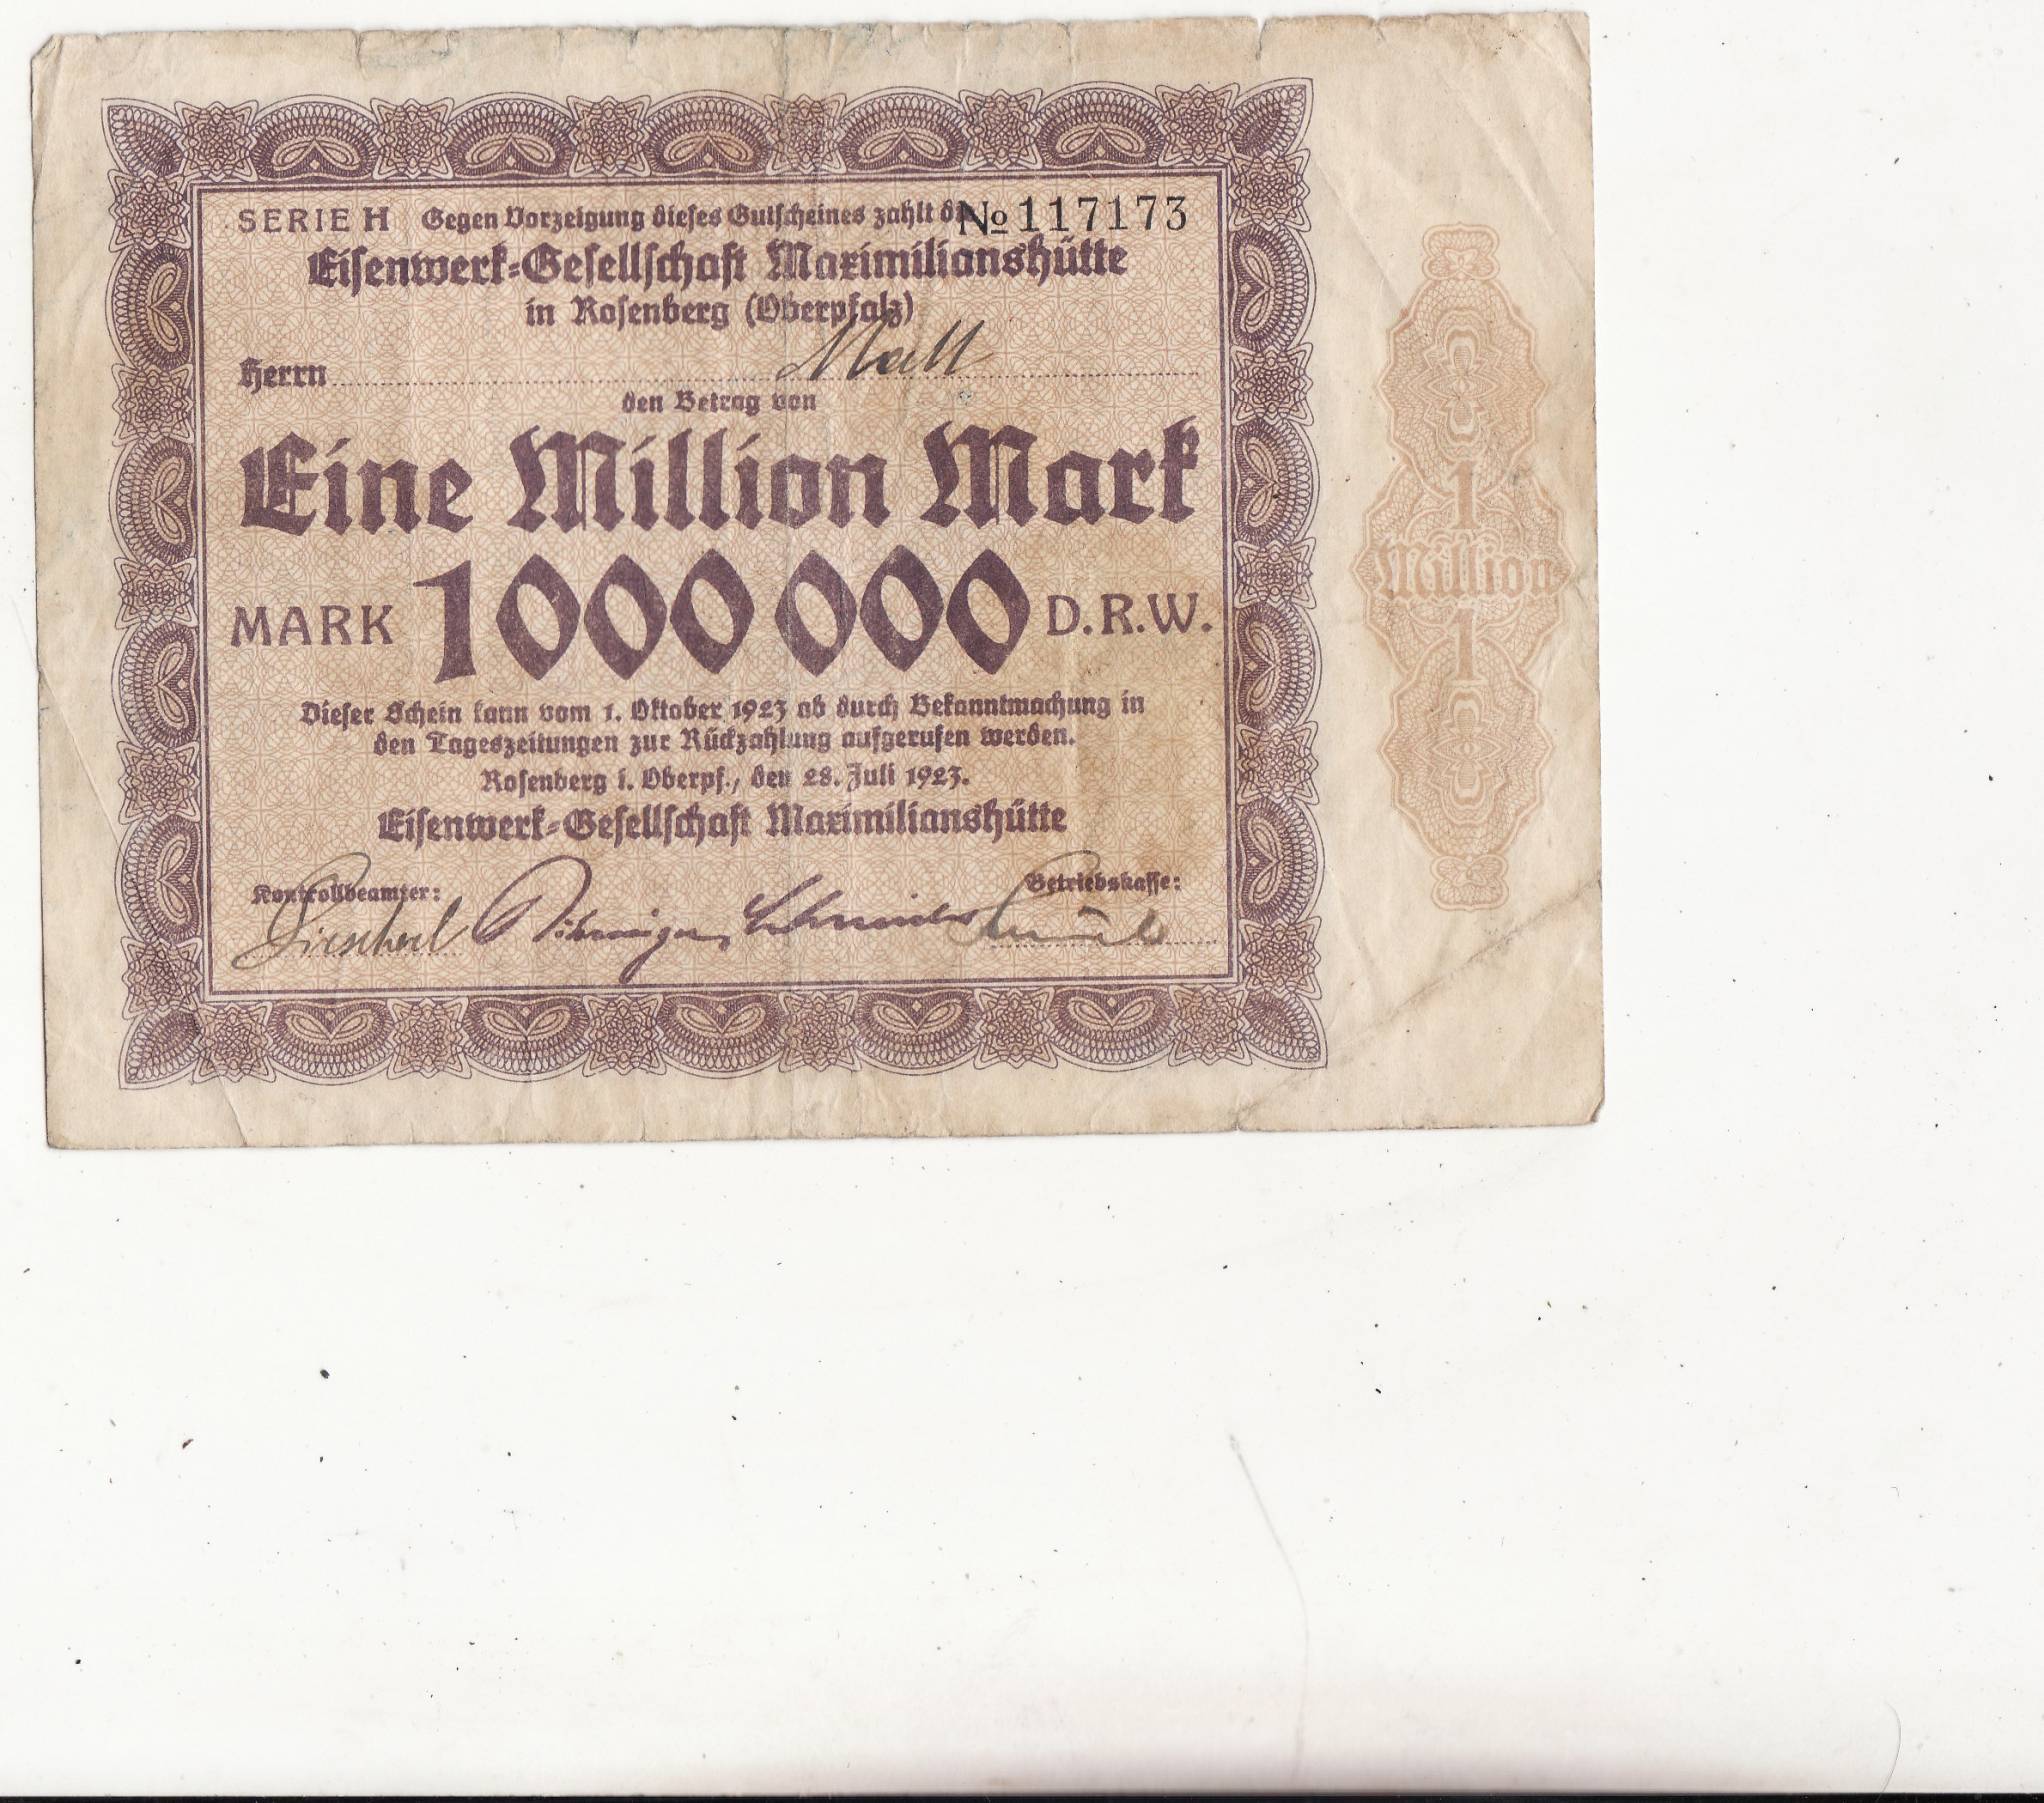 SERIE H Gegen Vorzeigung dieses Gutscheines zahlt № 117173
Eisenwerk-Gesellschaft Maximilianshütte
in Rosenberg (Oberpfalz)
Herrn
den Betrag von
Eine Million Mark
MARK 1000 000 D.R.W.
Dieser Schein kann vom 1. Oktober 1923 ab durch Bekanntmachung in
den Tageszeitungen zur Rückzahlung aufgerufen werden.
Rosenberg i. Oberpf., den 28. Juli 1923.
Eisenwerk-Gesellschaft Maximilianshütte
Kontrollbeamter: Betriebskasse:
1
Million
1